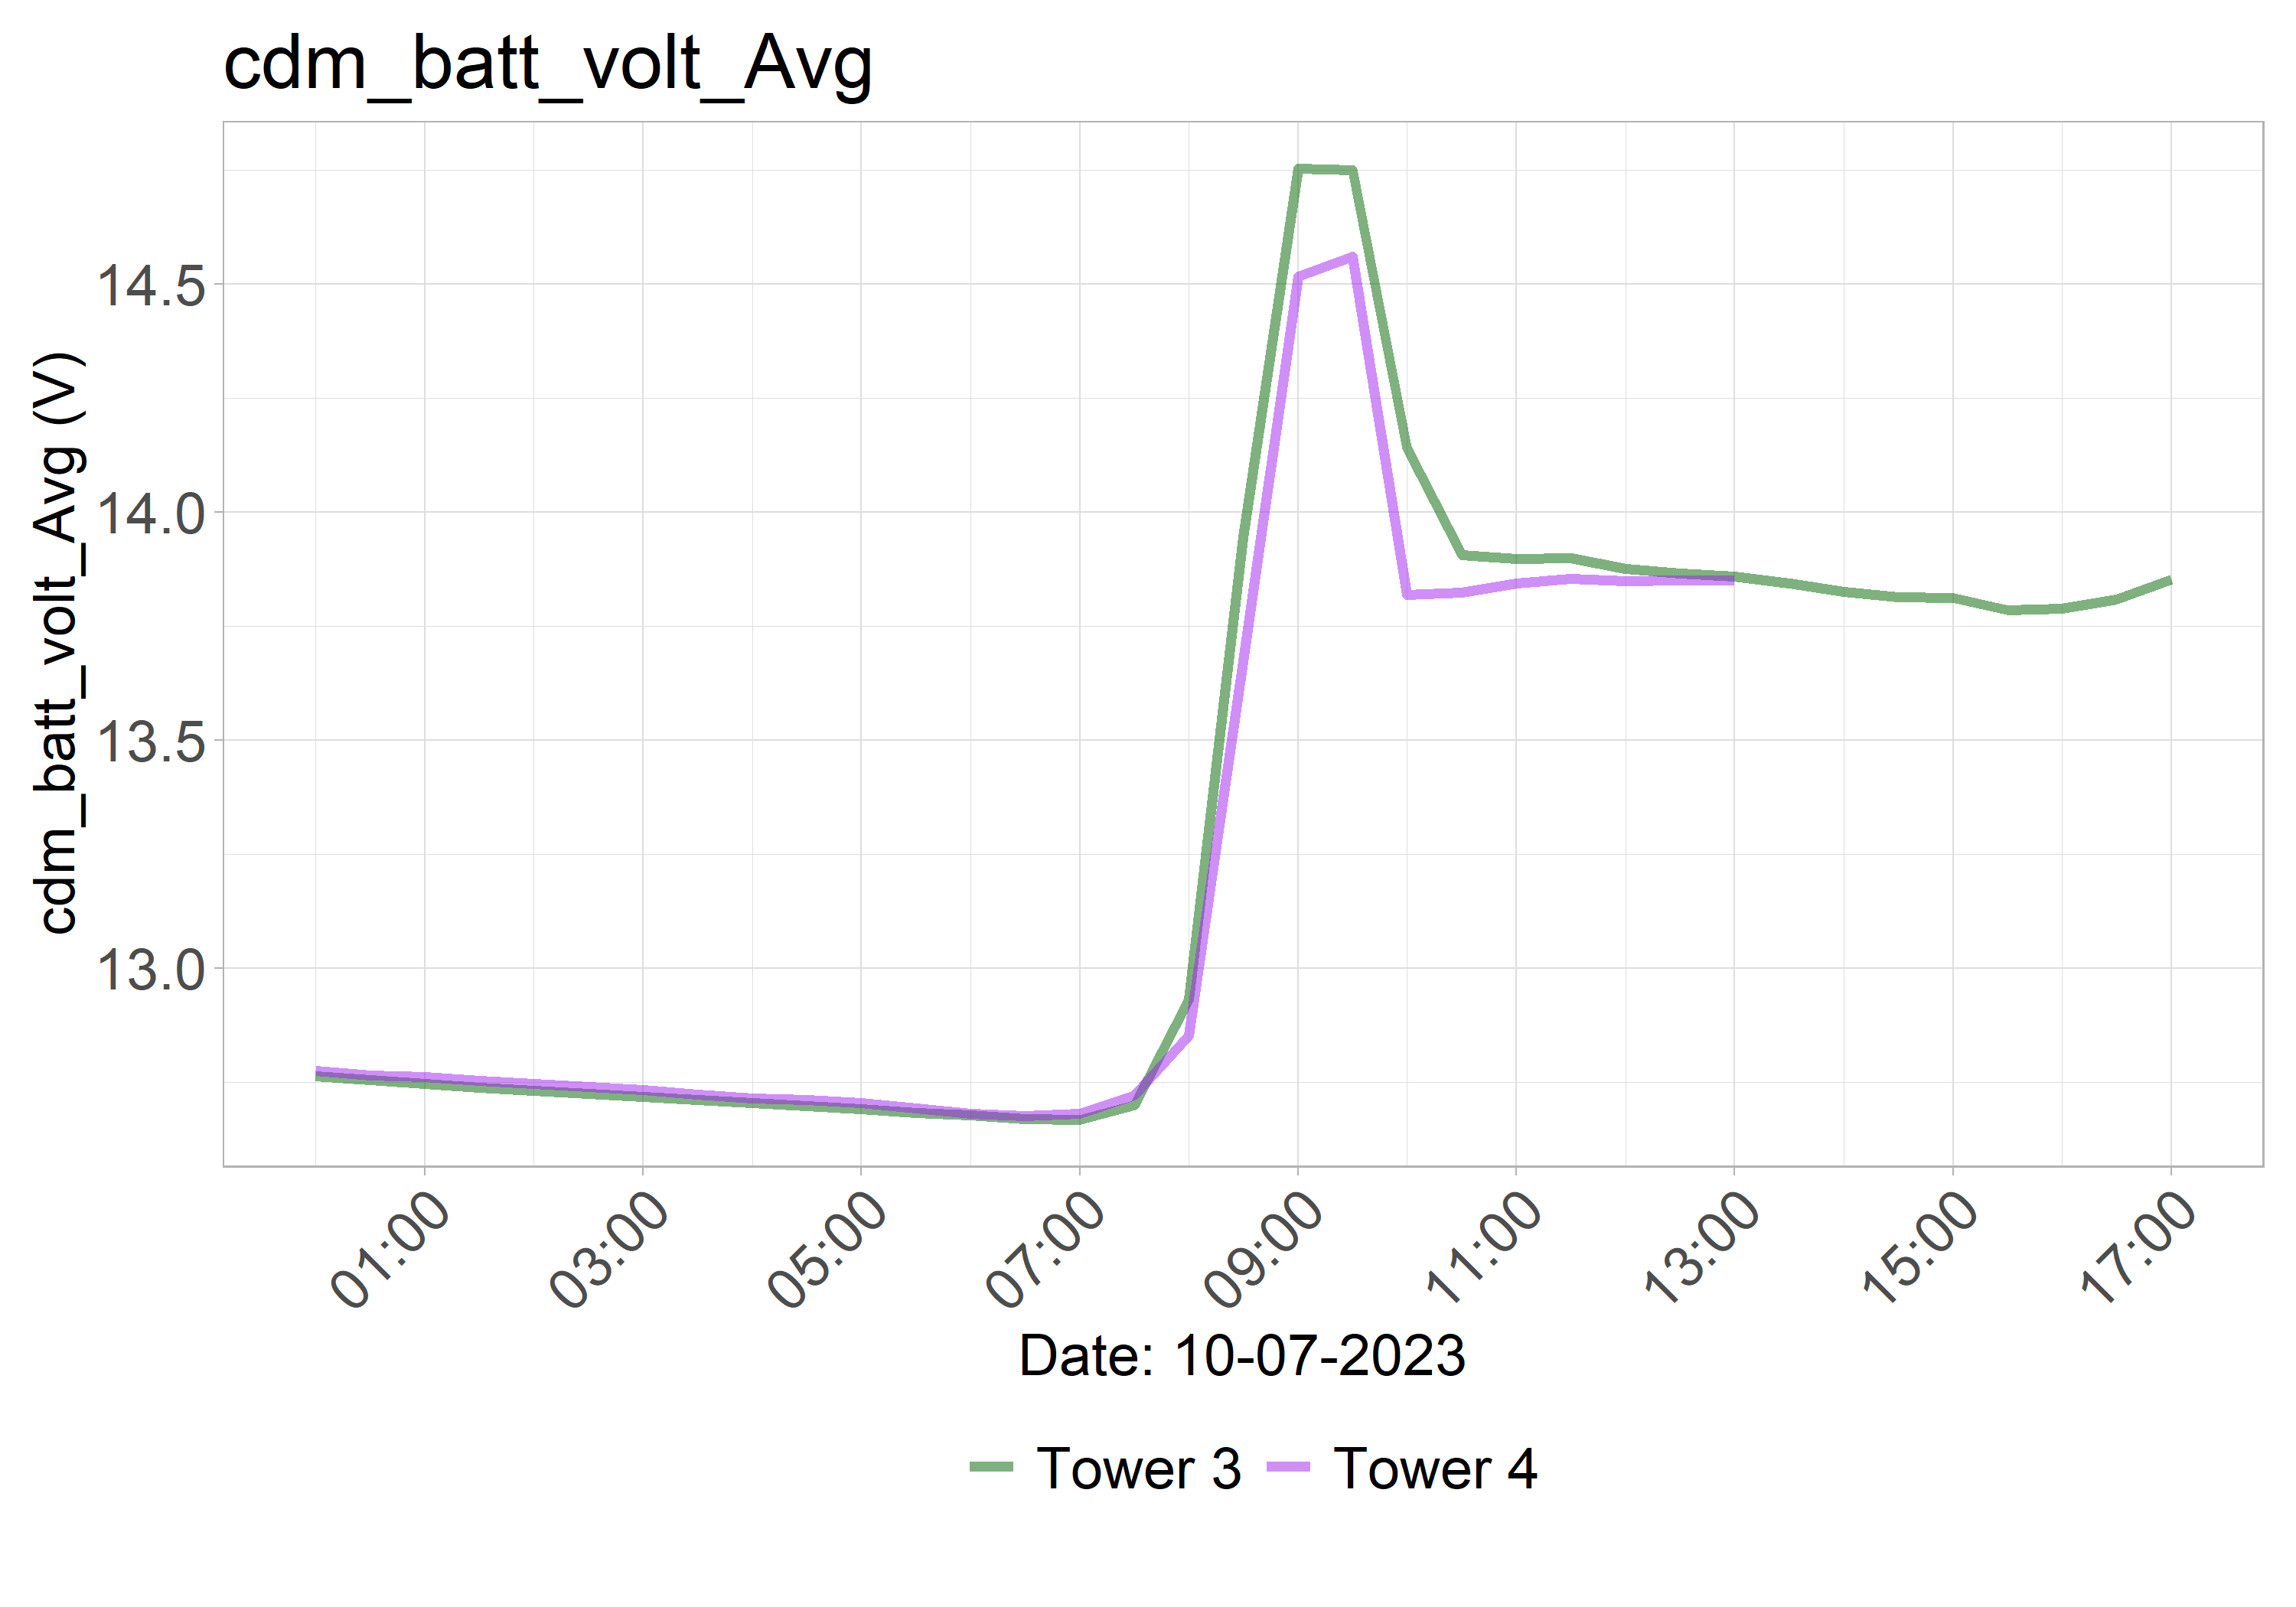 cdm_batt_volt_Avg
cdm_batt_volt_Avg (V)
14.5
14.0
13.5
13.0
01:00 03:00 05:00 07:00 09:00 11:00 13:00 15:00 17:00
Date: 10-07-2023
Tower 3 Tower 4